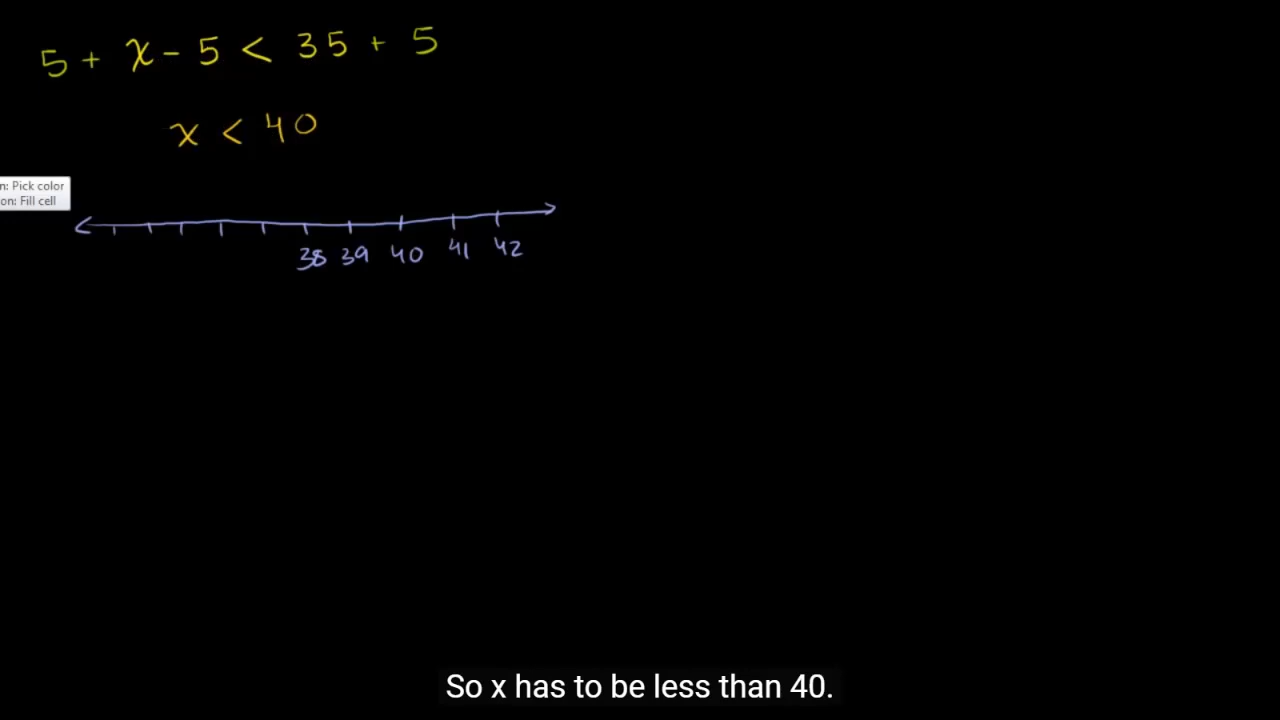 5 + x - 5 < 35 + 5
x < 40
n: Pick color
on: Fill cell
38 39 40 41 42
So x has to be less than 40.